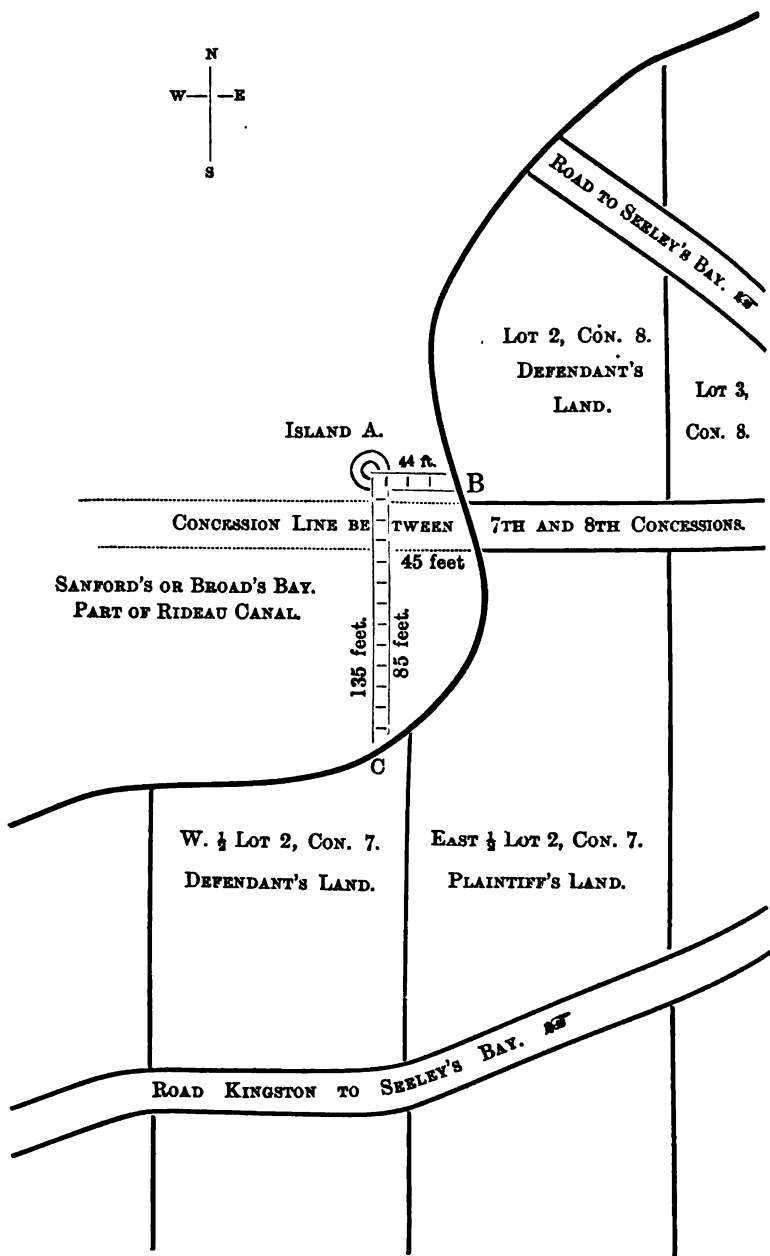 N
W E
S
ROAD TO SEELEY'S BAY.
LOT 2, CON. 8.
DEFENDANT'S
LAND.
LOT 3,
CON. 8.
ISLAND A.
44 ft.
B
CONCESSION LINE BETWEEN 7TH AND 8TH CONCESSIONS.
45 feet
SANFORD'S OR BROAD'S BAY.
PART OF RIDEAU CANAL.
135 feet.
85 feet.
C
W. ½ LOT 2, CON. 7.
DEFENDANT'S LAND.
EAST ½ LOT 2, CON. 7.
PLAINTIFF'S LAND.
ROAD KINGSTON TO SEELEY'S BAY.